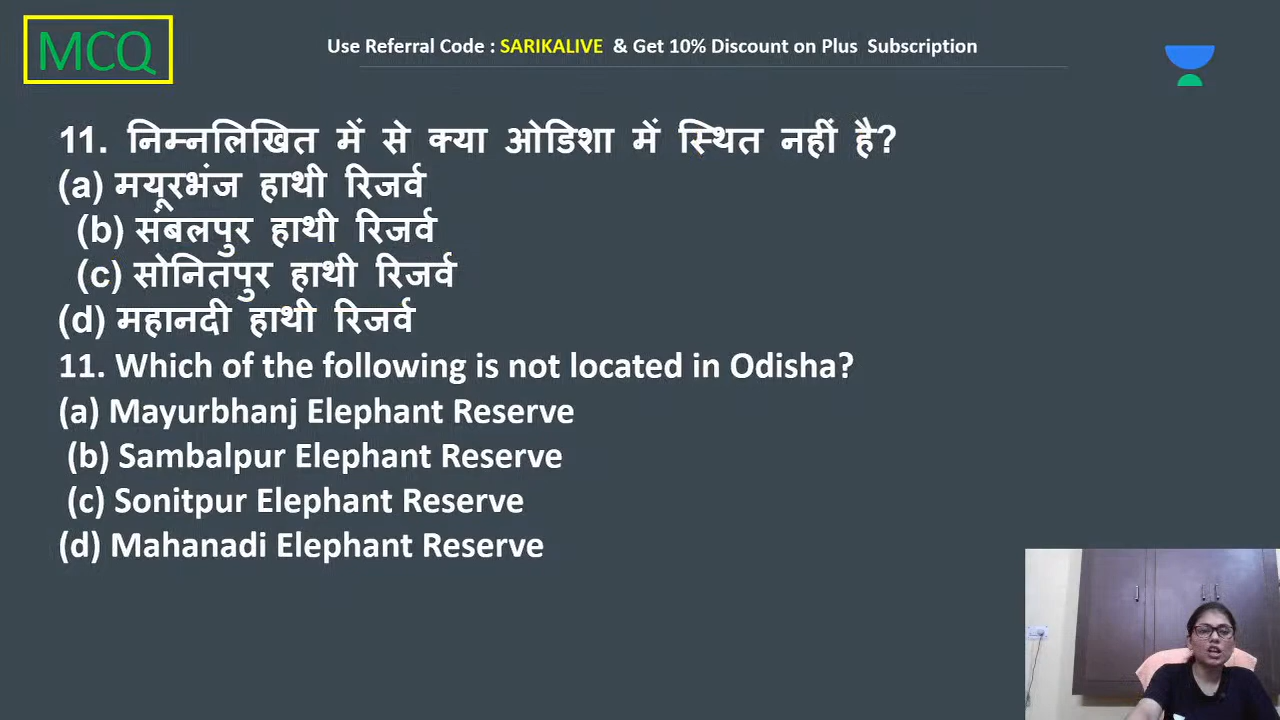 MCQ
Use Referral Code : SARIKALIVE & Get 10% Discount on Plus Subscription
11. निम्नलिखित में से क्या ओडिशा में स्थित नहीं है?
(a) मयूरभंज हाथी रिजर्व
(b) संबलपुर हाथी रिजर्व
(c) सोनितपुर हाथी रिजर्व
(d) महानदी हाथी रिजर्व
11. Which of the following is not located in Odisha?
(a) Mayurbhanj Elephant Reserve
(b) Sambalpur Elephant Reserve
(c) Sonitpur Elephant Reserve
(d) Mahanadi Elephant Reserve